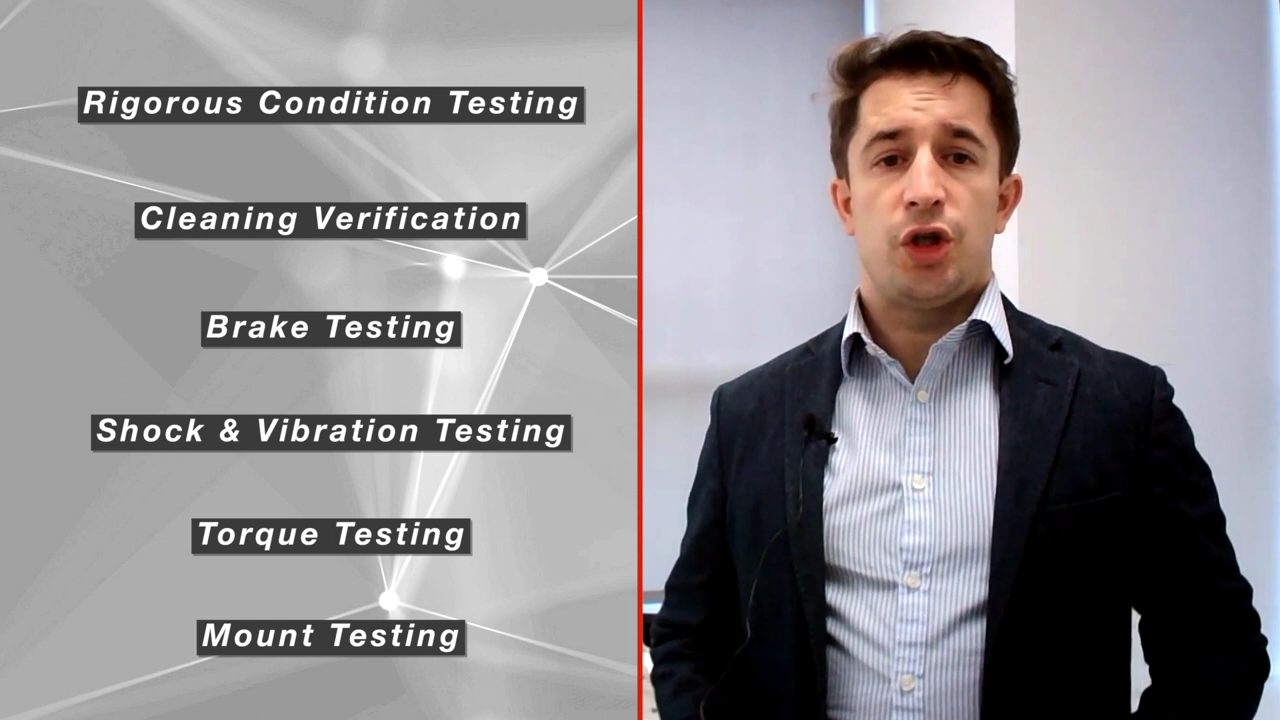 Rigorous Condition Testing
Cleaning Verification
Brake Testing
Shock & Vibration Testing
Torque Testing
Mount Testing